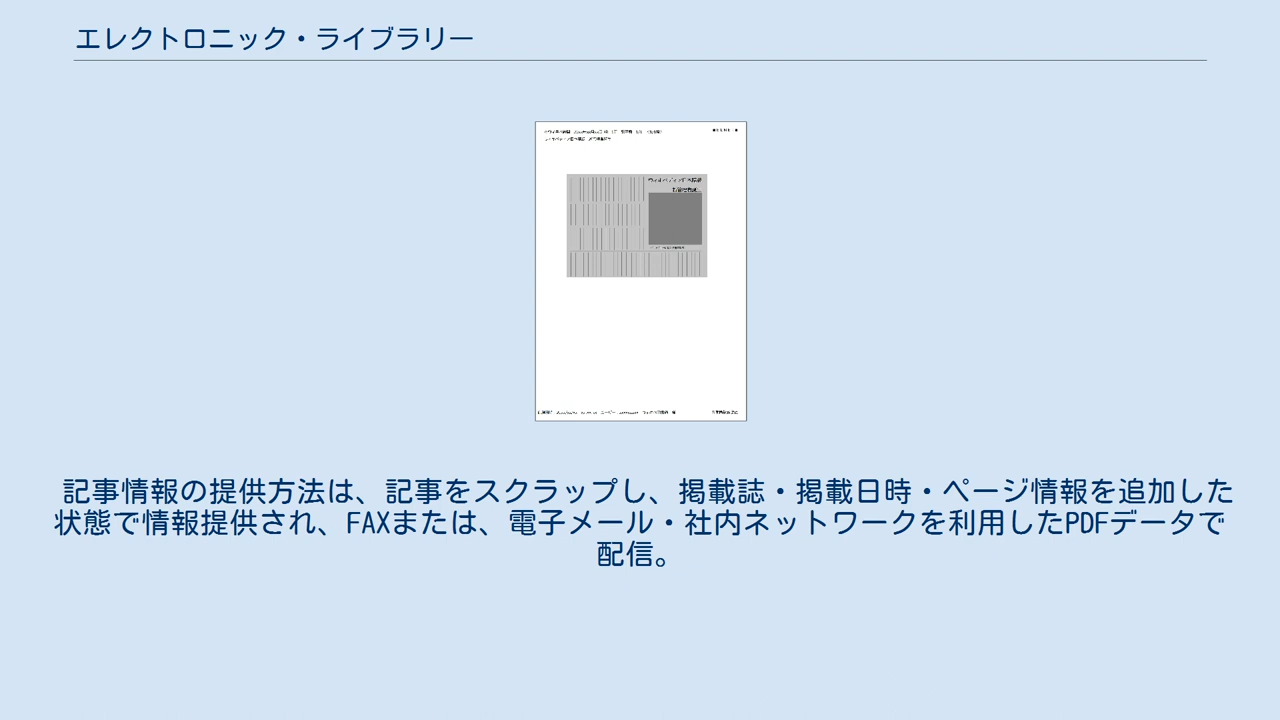 エレクトロニック・ライブラリー
記事情報の提供方法は、記事をスクラップし、掲載誌・掲載日時・ページ情報を追加した
状態で情報提供され、FAXまたは、電子メール・社内ネットワークを利用したPDFデータで
配信。